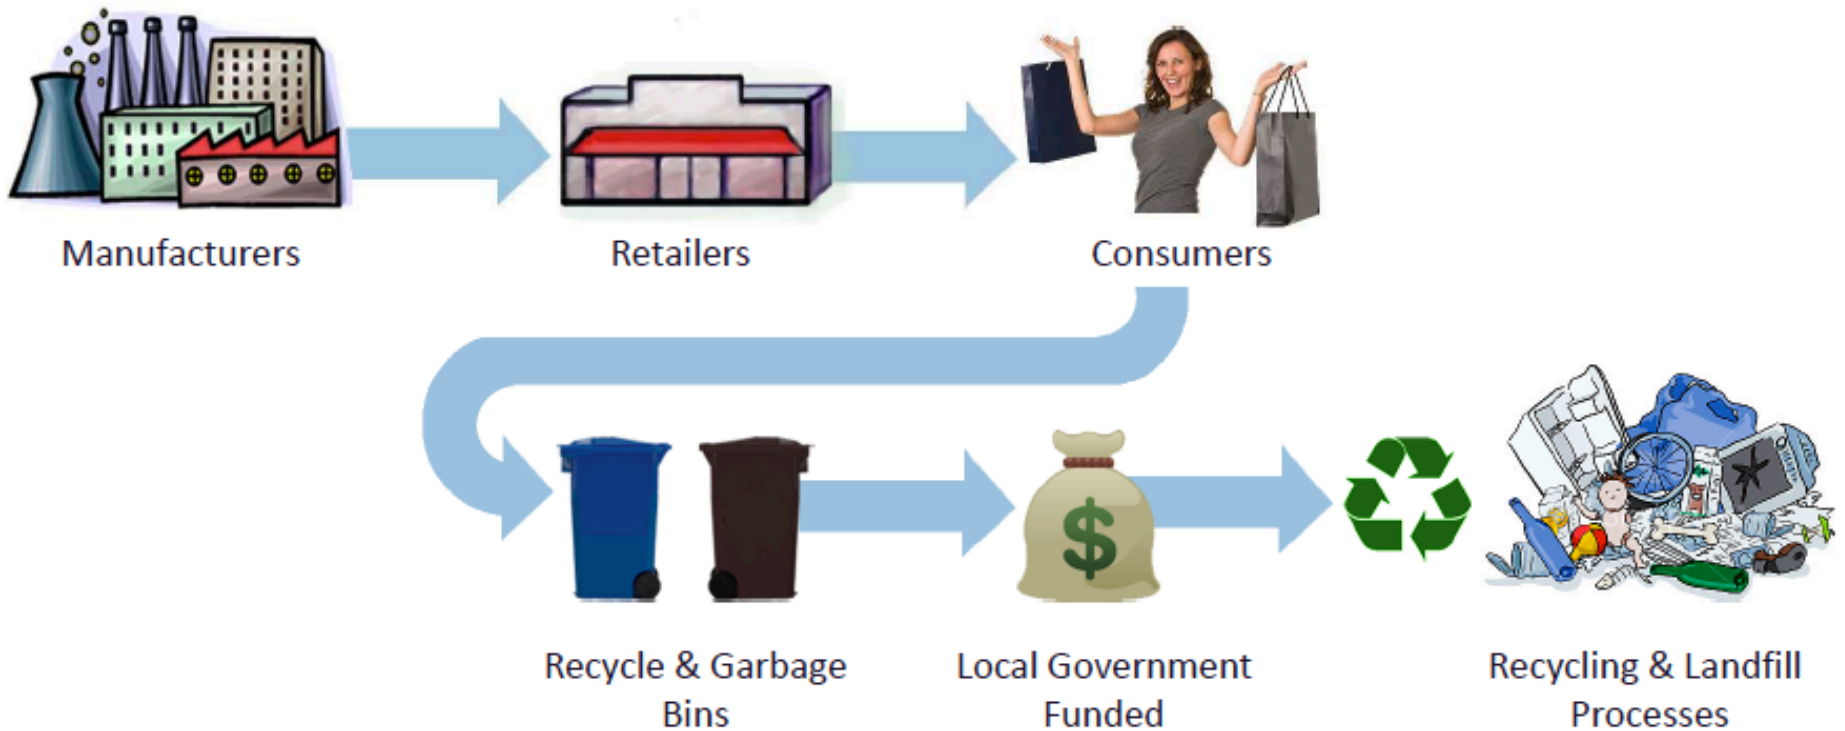 Manufacturers
Retailers
Consumers
$
Recycle & Garbage
Bins
Local Government
Funded
Recycling & Landfill
Processes